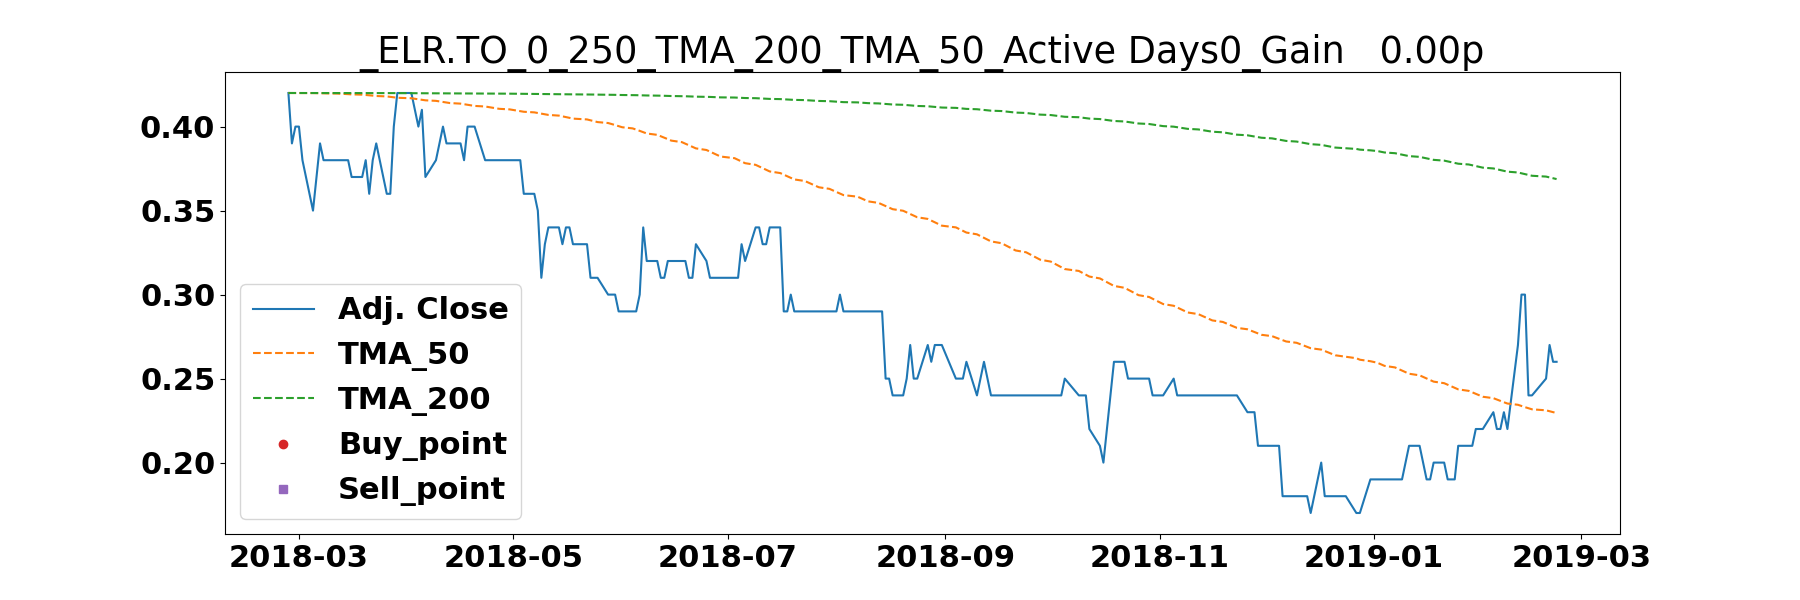 _ELR.TO_0_250_TMA_200_TMA_50_Active Days0_Gain   0.00p
0.40
0.35
0.30
0.25
0.20
Adj. Close
TMA_50
TMA_200
Buy_point
Sell_point
2018-03 2018-05 2018-07 2018-09 2018-11 2019-01 2019-03